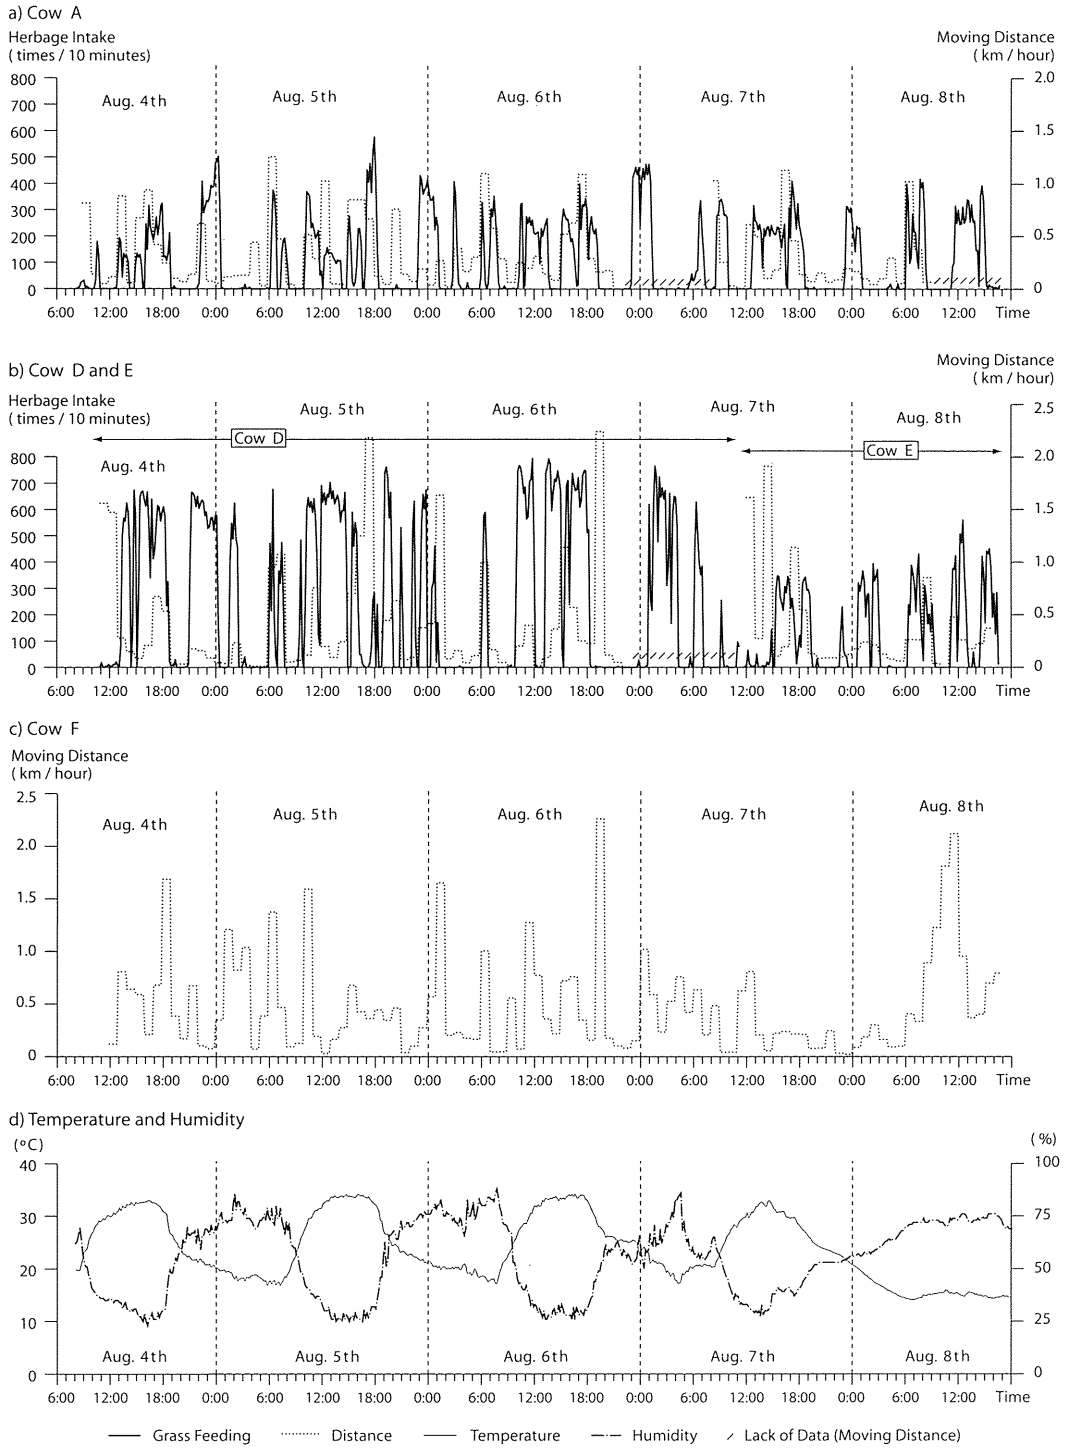 a) Cow A
Herbage Intake
( times / 10 minutes)
Moving Distance
( km / hour)
800
700
600
500
400
300
200
100
0
2.0
1.5
1.0
0.5
0
Aug. 4th
Aug. 5th
Aug. 6th
Aug. 7th
Aug. 8th
6:00 12:00 18:00 0:00 6:00 12:00 18:00 0:00 6:00 12:00 18:00 0:00 6:00 12:00 18:00 0:00 6:00 12:00 Time
b) Cow D and E
Herbage Intake
( times / 10 minutes)
Moving Distance
( km / hour)
Aug. 4th
Aug. 5th
Aug. 6th
Aug. 7th
Aug. 8th
Cow D
Cow E
800
700
600
500
400
300
200
100
0
2.5
2.0
1.5
1.0
0.5
0
6:00 12:00 18:00 0:00 6:00 12:00 18:00 0:00 6:00 12:00 18:00 0:00 6:00 12:00 18:00 0:00 6:00 12:00 Time
c) Cow F
Moving Distance
( km / hour)
2.5
2.0
1.5
1.0
0.5
0
Aug. 4th
Aug. 5th
Aug. 6th
Aug. 7th
Aug. 8th
6:00 12:00 18:00 0:00 6:00 12:00 18:00 0:00 6:00 12:00 18:00 0:00 6:00 12:00 18:00 0:00 6:00 12:00 Time
d) Temperature and Humidity
(ºC)
( %)
40
30
20
10
0
100
75
50
25
0
Aug. 4th
Aug. 5th
Aug. 6th
Aug. 7th
Aug. 8th
6:00 12:00 18:00 0:00 6:00 12:00 18:00 0:00 6:00 12:00 18:00 0:00 6:00 12:00 18:00 0:00 6:00 12:00 Time
Grass Feeding Distance Temperature Humidity Lack of Data (Moving Distance)